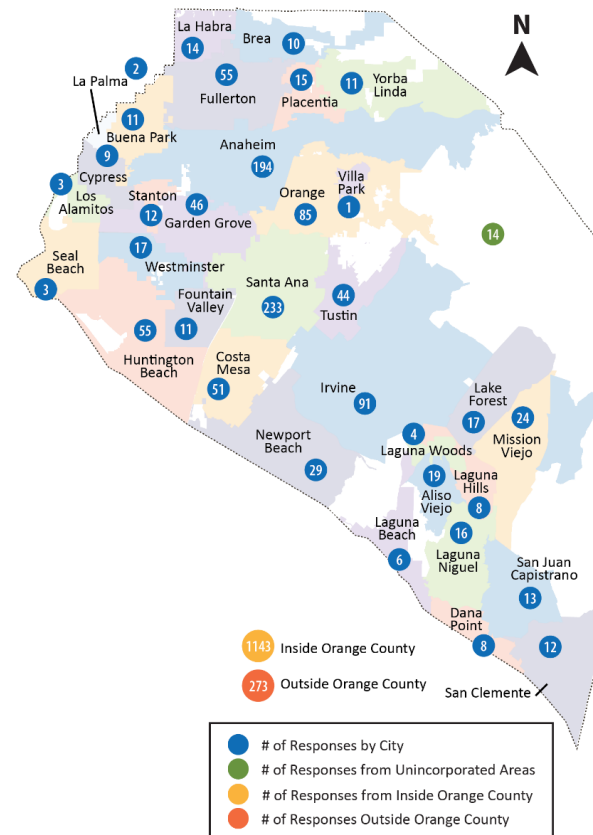 La Habra
14
Brea
10
N
La Palma
2
55
Fullerton
15
Placentia
11
Yorba
Linda
11
Buena Park
Anaheim
194
9
Cypress
3
Los
Alamitos
Stanton
12
46
Garden Grove
Orange
85
Villa
Park
1
14
17
Westminster
Seal
Beach
3
Santa Ana
233
44
Tustin
Fountain
Valley
11
55
Huntington
Beach
Costa
Mesa
51
Irvine
91
Lake
Forest
17
24
Mission
Viejo
4
Laguna Woods
Newport
Beach
29
19
Aliso
Viejo
Laguna
Hills
8
Laguna
Beach
6
16
Laguna
Niguel
San Juan
Capistrano
13
Dana
Point
8
12
San Clemente
1143 Inside Orange County
273 Outside Orange County
# of Responses by City
# of Responses from Unincorporated Areas
# of Responses from Inside Orange County
# of Responses Outside Orange County